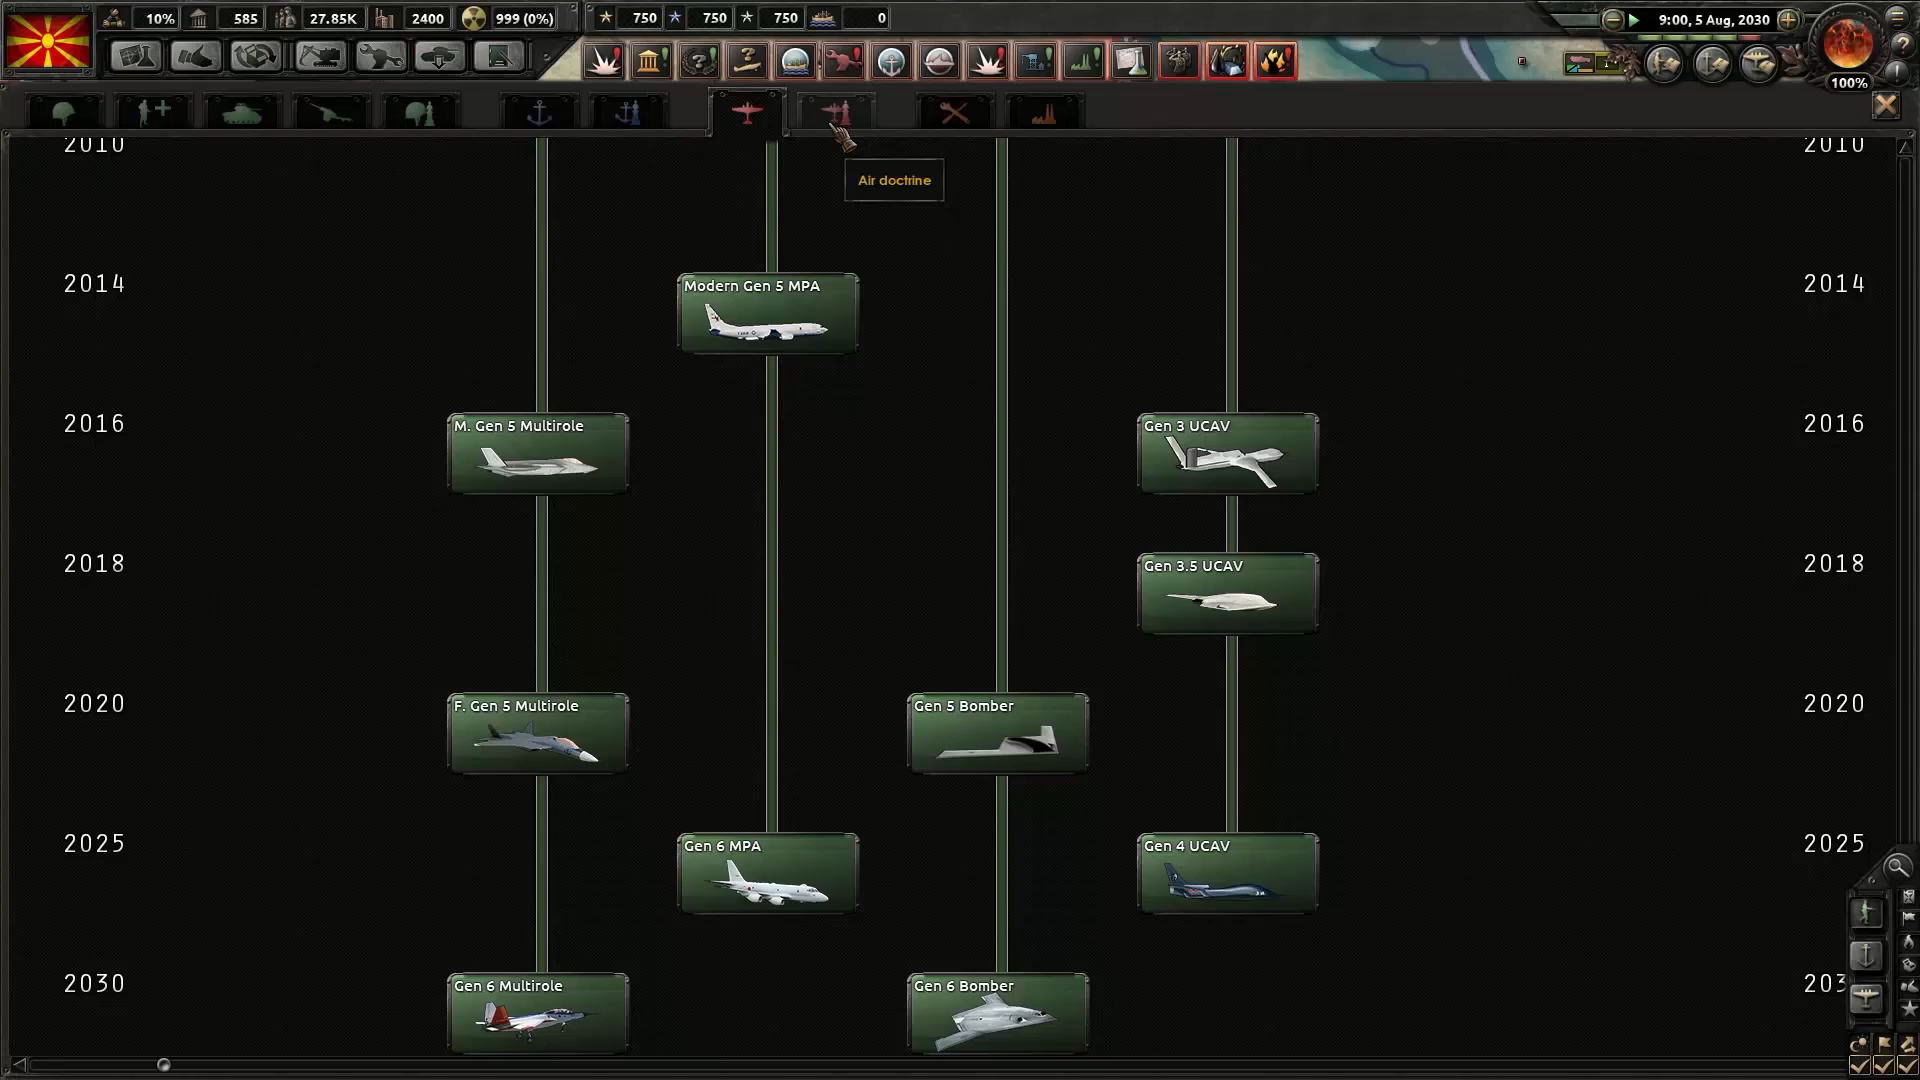 10%
585
27.85K
2400
999 (0%)
750
750
750
0
9:00, 5 Aug, 2030
100%
Air doctrine
2010
2010
2014
Modern Gen 5 MPA
2014
2016
M. Gen 5 Multirole
Gen 3 UCAV
2016
2018
Gen 3.5 UCAV
2018
2020
F. Gen 5 Multirole
Gen 5 Bomber
2020
2025
Gen 6 MPA
Gen 4 UCAV
2025
2030
Gen 6 Multirole
Gen 6 Bomber
203